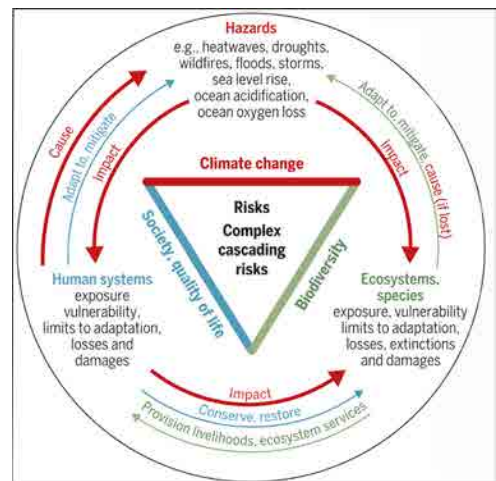 Hazards
e.g., heatwaves, droughts,
wildfires, floods, storms,
sea level rise,
ocean acidification,
ocean oxygen loss
Cause
Adapt to, mitigate
Impact
Impact
Adapt to, mitigate, cause (if lost)
Climate change
Risks
Complex
cascading
risks
Society, quality of life
Biodiversity
Human systems
exposure
vulnerability,
limits to adaptation,
losses and
damages
Ecosystems,
species
exposure, vulnerability
limits to adaptation,
losses, extinctions
and damages
Impact
Conserve, restore
Provision livelihoods, ecosystem services